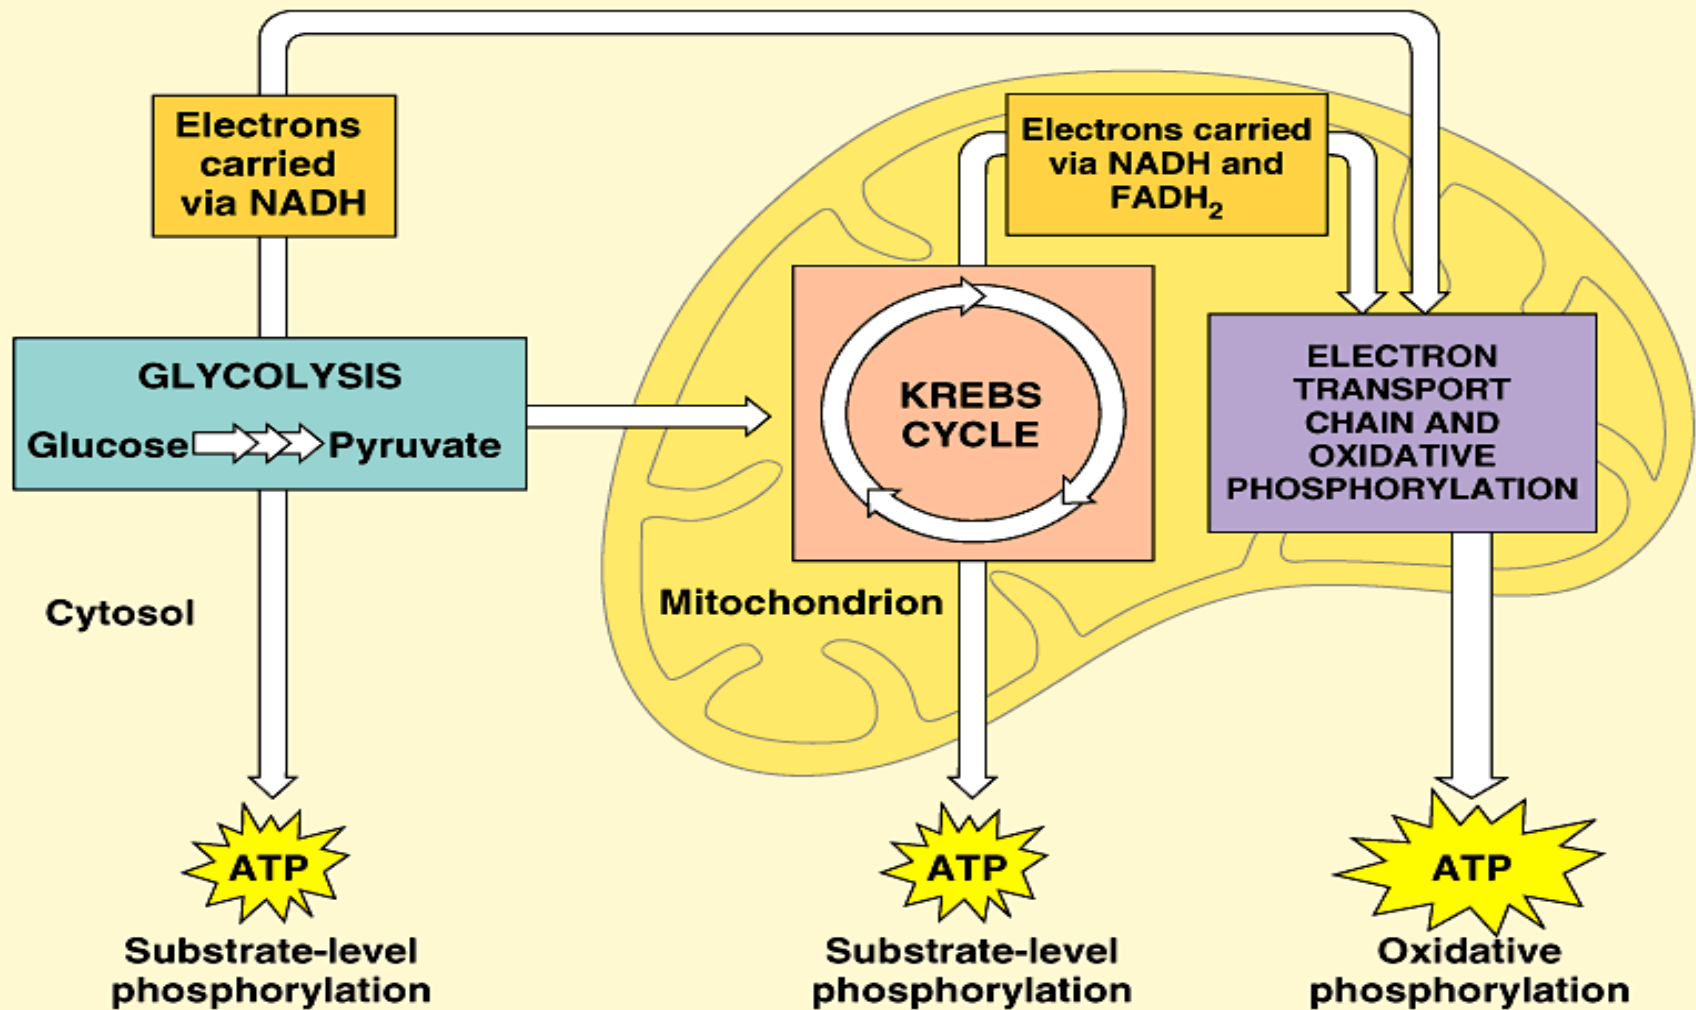 Electrons
carried
via NADH
Electrons carried
via NADH and
FADH₂
GLYCOLYSIS
Glucose Pyruvate
KREBS
CYCLE
ELECTRON
TRANSPORT
CHAIN AND
OXIDATIVE
PHOSPHORYLATION
Cytosol
Mitochondrion
ATP
ATP
ATP
Substrate-level
phosphorylation
Substrate-level
phosphorylation
Oxidative
phosphorylation